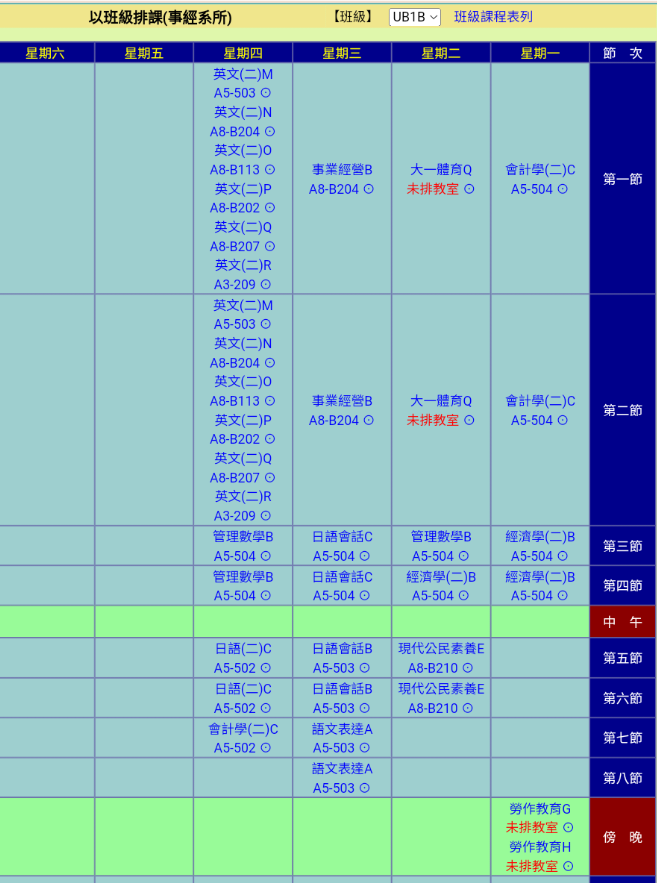 以班級排課(事經系所) 【班級】 UB1B 班級課程表列
星期六 星期五 星期四 星期三 星期二 星期一 節 次
英文(二)M
A5-503 ⊙
英文(二)N
A8-B204 ⊙
英文(二)O
A8-B113 ⊙
英文(二)P
A8-B202 ⊙
英文(二)Q
A8-B207 ⊙
英文(二)R
A3-209 ⊙
事業經營B
A8-B204 ⊙
大一體育Q
未排教室 ⊙
會計學(二)C
A5-504 ⊙
第一節
英文(二)M
A5-503 ⊙
英文(二)N
A8-B204 ⊙
英文(二)O
A8-B113 ⊙
英文(二)P
A8-B202 ⊙
英文(二)Q
A8-B207 ⊙
英文(二)R
A3-209 ⊙
事業經營B
A8-B204 ⊙
大一體育Q
未排教室 ⊙
會計學(二)C
A5-504 ⊙
第二節
管理數學B
A5-504 ⊙
日語會話C
A5-504 ⊙
管理數學B
A5-504 ⊙
經濟學(二)B
A5-504 ⊙
第三節
管理數學B
A5-504 ⊙
日語會話C
A5-504 ⊙
經濟學(二)B
A5-504 ⊙
經濟學(二)B
A5-504 ⊙
第四節
中 午
日語(二)C
A5-502 ⊙
日語會話B
A5-503 ⊙
現代公民素養E
A8-B210 ⊙
第五節
日語(二)C
A5-502 ⊙
日語會話B
A5-503 ⊙
現代公民素養E
A8-B210 ⊙
第六節
會計學(二)C
A5-502 ⊙
語文表達A
A5-503 ⊙
第七節
語文表達A
A5-503 ⊙
第八節
勞作教育G
未排教室 ⊙
勞作教育H
未排教室 ⊙
傍 晚